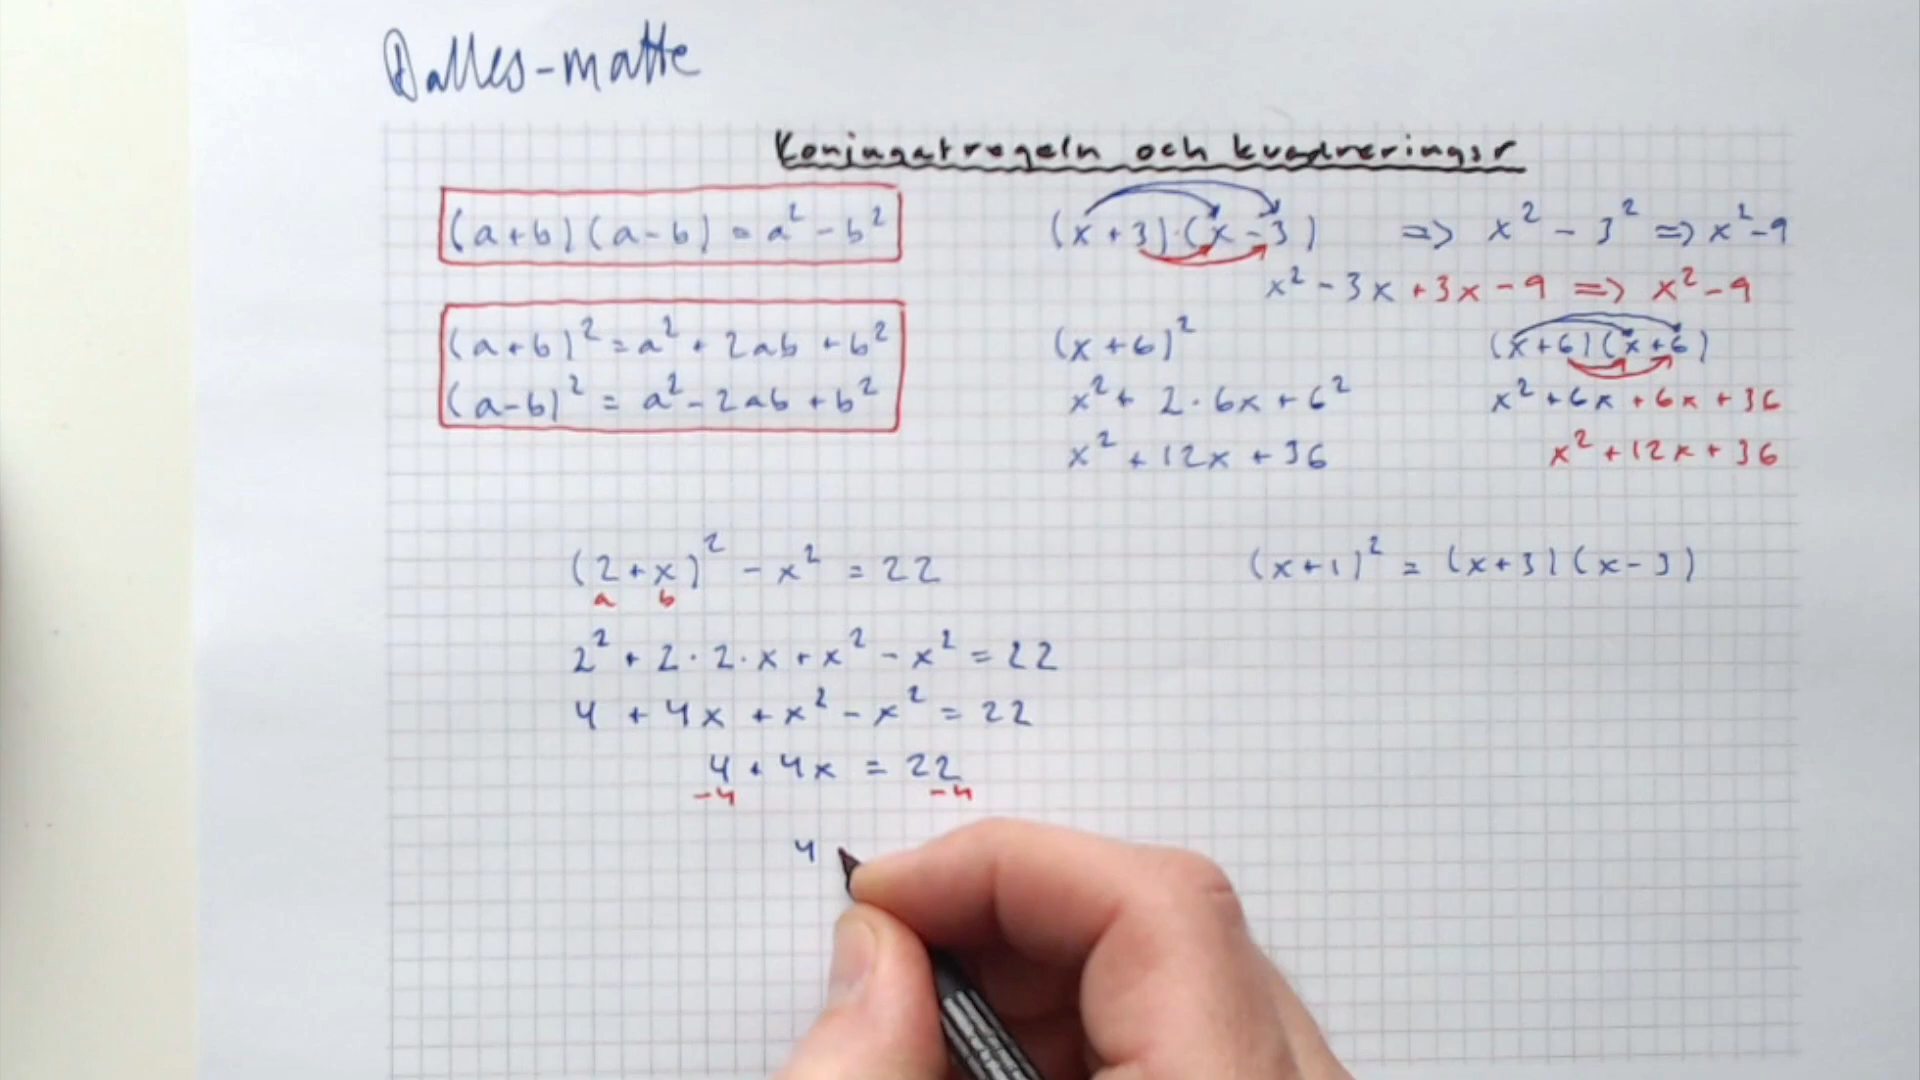 Dalles-matte
Konjugatregeln och kvadreringsr
(a+b)(a-b) = a² - b²
(x+3)·(x-3) => x² - 3² => x²-9
x² - 3x + 3x - 9 => x² - 9
(a+b)² = a² + 2ab + b²
(a-b)² = a² - 2ab + b²
(x+6)²
x² + 2·6x + 6²
x² + 12x + 36
(x+6)(x+6)
x² + 6x + 6x + 36
x² + 12x + 36
(2+x)² - x² = 22
a b
2² + 2·2·x + x² - x² = 22
4 + 4x + x² - x² = 22
4 + 4x = 22
-4 -4
4
(x+1)² = (x+3)(x-3)